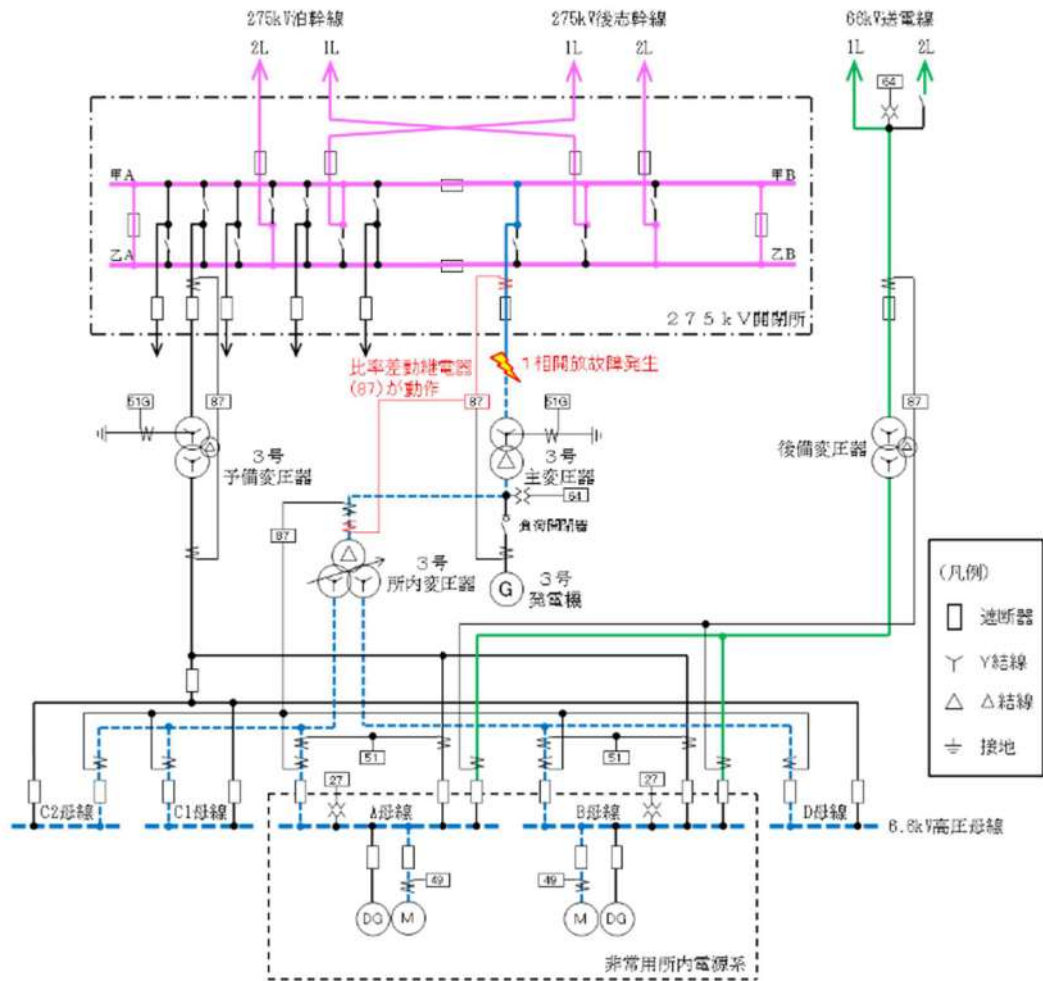 275kV泊幹線
275kV後志幹線
66kV送電線
2L
1L
1L
2L
1L
2L
64
甲A
甲B
乙A
乙B
275kV開閉所
比率差動継電器
(87)が動作
1相開放故障発生
51G
87
87
51G
87
3号
予備変圧器
3号
主変圧器
後備変圧器
64
負荷開閉器
87
3号
所内変圧器
G
3号
発電機
(凡例)
遮断器
Y結線
△結線
接地
51
51
27
27
C2母線
C1母線
A母線
B母線
D母線
6.6kV高圧母線
49
49
DG
M
M
DG
非常用所内電源系